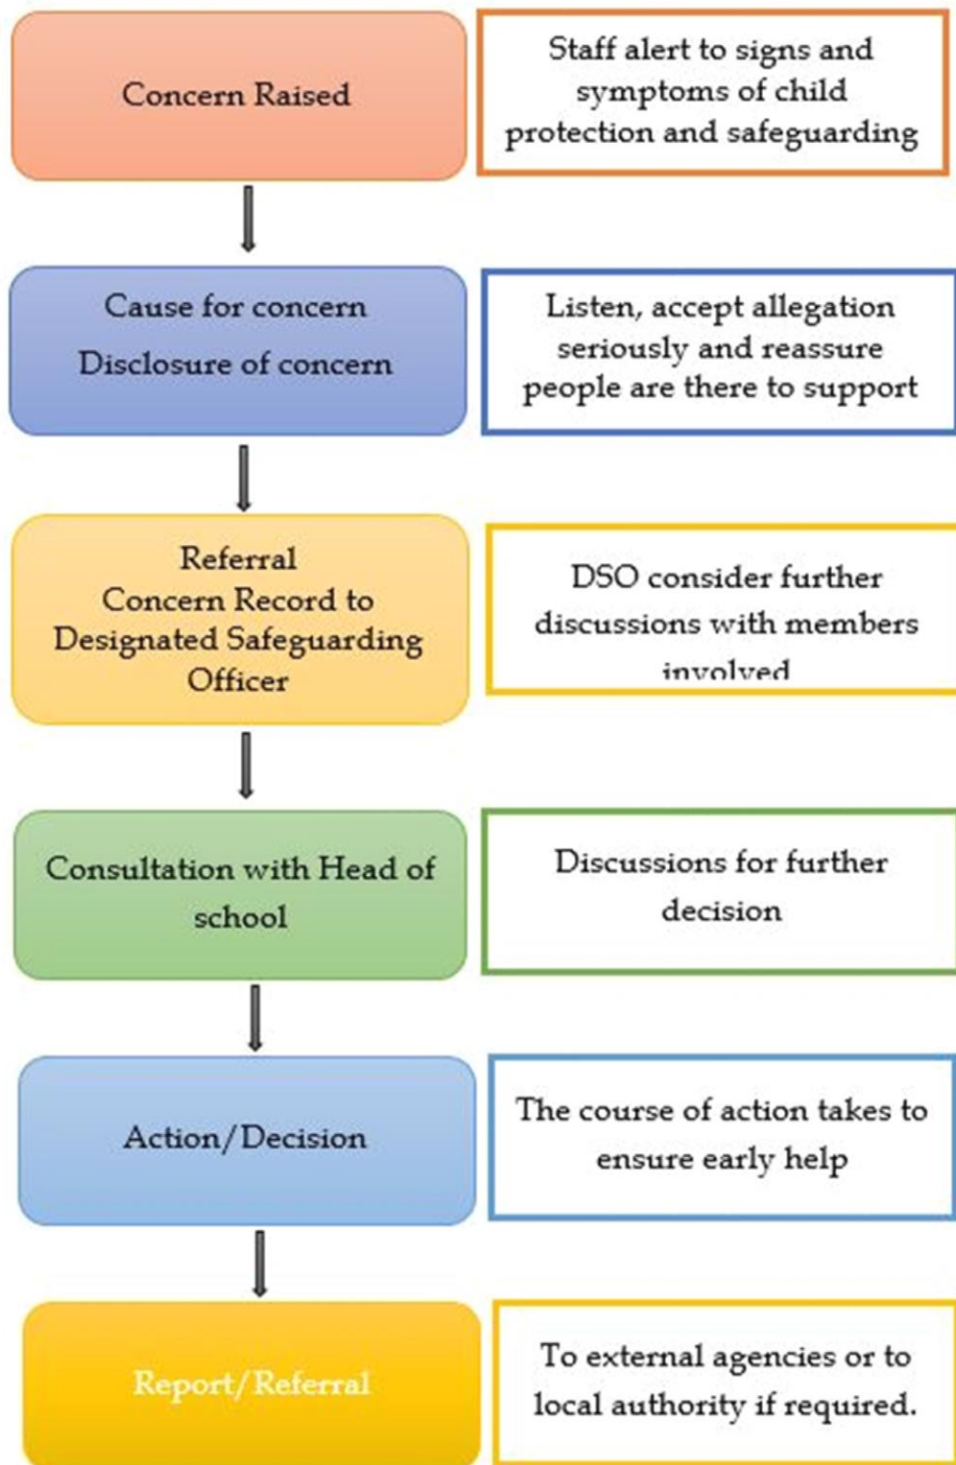 Concern Raised
Staff alert to signs and
symptoms of child
protection and safeguarding
Cause for concern
Disclosure of concern
Listen, accept allegation
seriously and reassure
people are there to support
Referral
Concern Record to
Designated Safeguarding
Officer
DSO consider further
discussions with members
involved
Consultation with Head of
school
Discussions for further
decision
Action/Decision
The course of action takes to
ensure early help
Report/Referral
To external agencies or to
local authority if required.